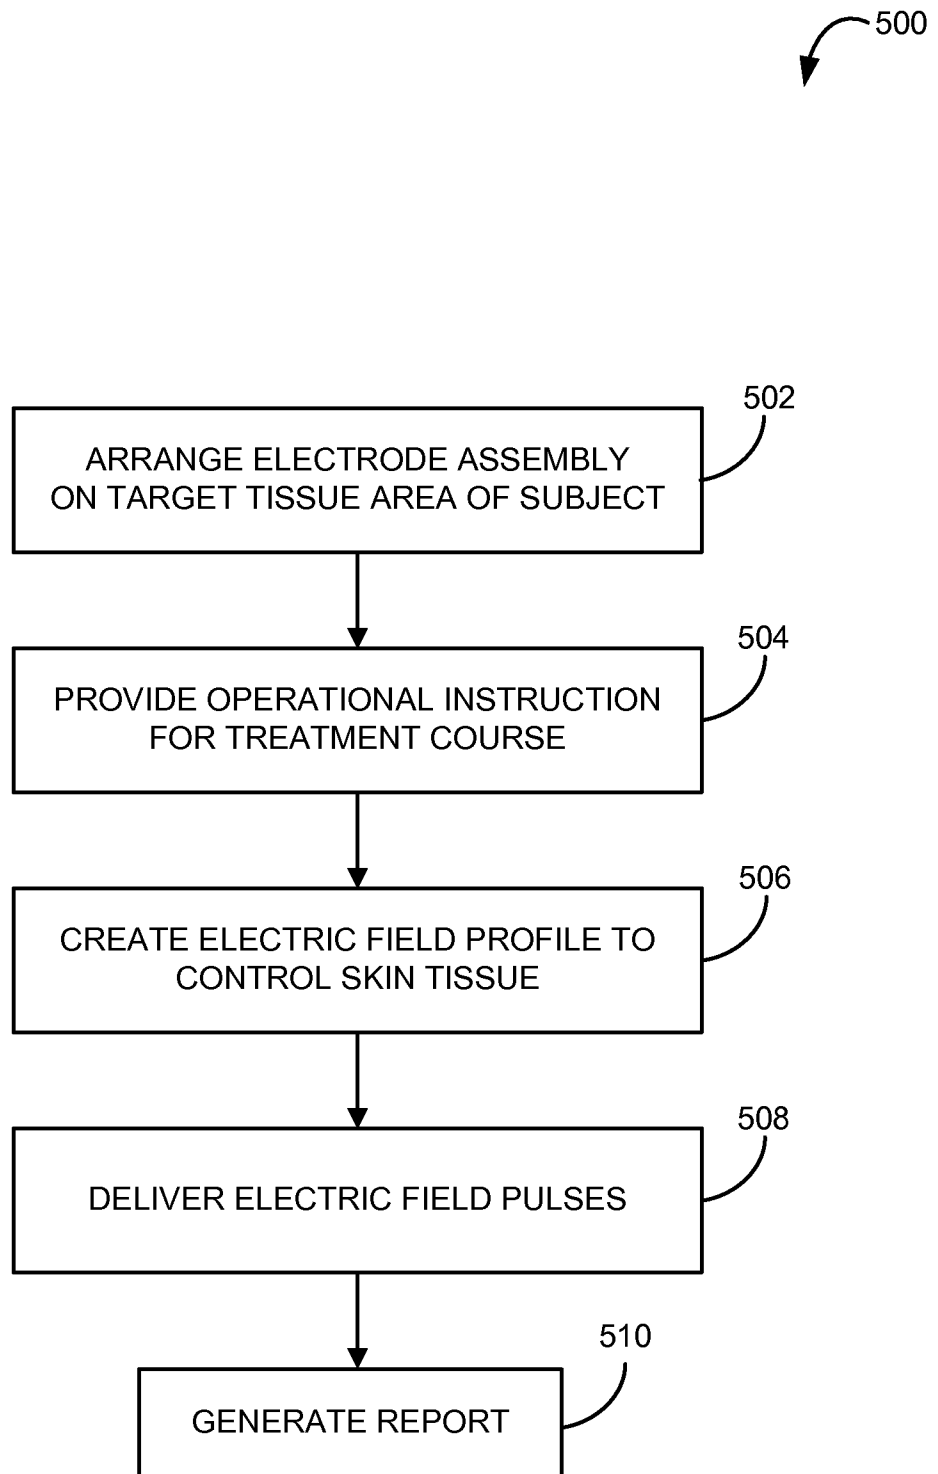 500
502
ARRANGE ELECTRODE ASSEMBLY
ON TARGET TISSUE AREA OF SUBJECT
504
PROVIDE OPERATIONAL INSTRUCTION
FOR TREATMENT COURSE
506
CREATE ELECTRIC FIELD PROFILE TO
CONTROL SKIN TISSUE
508
DELIVER ELECTRIC FIELD PULSES
510
GENERATE REPORT